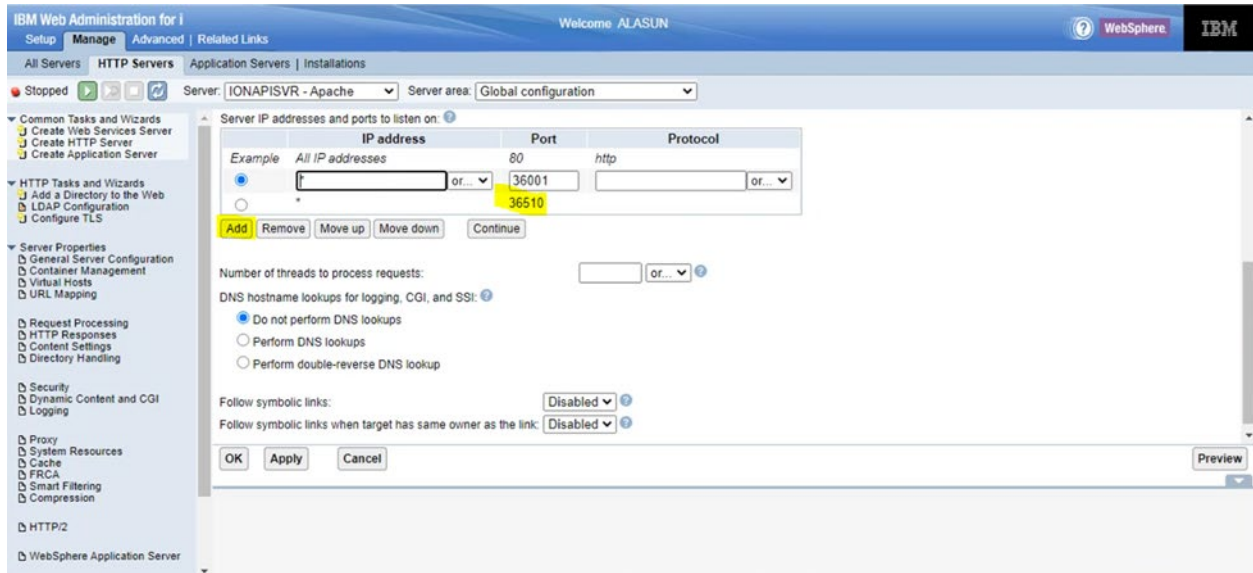 IBM Web Administration for i
Welcome ALASUN
WebSphere.
IBM
Setup Manage Advanced | Related Links
All Servers HTTP Servers Application Servers | Installations
Stopped Server: IONAPISVR - Apache Server area: Global configuration
Common Tasks and Wizards
Create Web Services Server
Create HTTP Server
Create Application Server
HTTP Tasks and Wizards
Add a Directory to the Web
LDAP Configuration
Configure TLS
Server Properties
General Server Configuration
Container Management
Virtual Hosts
URL Mapping
Request Processing
HTTP Responses
Content Settings
Directory Handling
Security
Dynamic Content and CGI
Logging
Proxy
System Resources
Cache
FRCA
Smart Filtering
Compression
HTTP/2
WebSphere Application Server
Server IP addresses and ports to listen on: ?
IP address Port Protocol
Example All IP addresses 80 http
* or... 36001 or...
* 36510
Add Remove Move up Move down Continue
Number of threads to process requests: or... ?
DNS hostname lookups for logging, CGI, and SSI: ?
Do not perform DNS lookups
Perform DNS lookups
Perform double-reverse DNS lookup
Follow symbolic links: Disabled ?
Follow symbolic links when target has same owner as the link: Disabled ?
OK Apply Cancel Preview